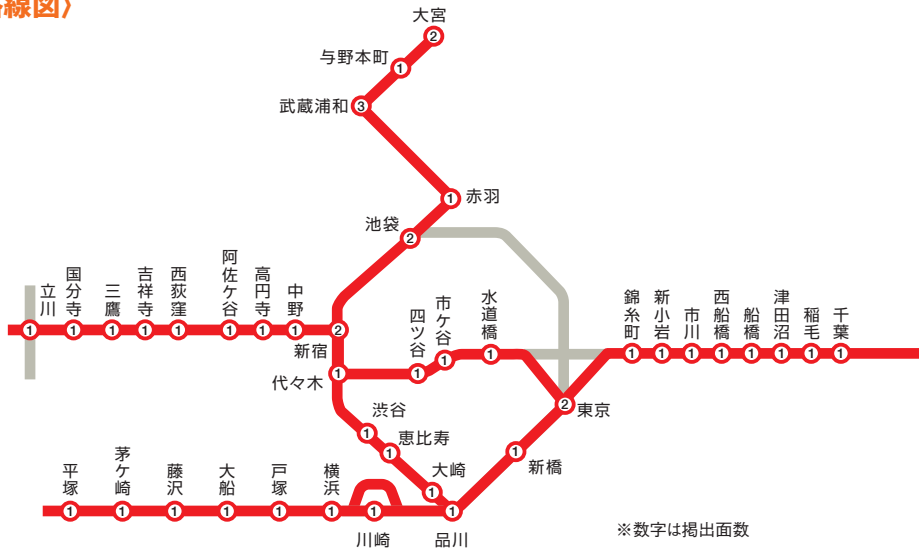 線図〉
大宮
2
与野本町
1
武蔵浦和
3
赤羽
1
池袋
2
立川
国分寺
三鷹
吉祥寺
西荻窪
阿佐ケ谷
高円寺
中野
1
1
1
1
1
1
1
1
2
新宿
代々木
1
四ツ谷
1
市ケ谷
1
水道橋
1
錦糸町
新小岩
市川
西船橋
船橋
津田沼
稲毛
千葉
1
1
1
1
1
1
1
1
東京
2
渋谷
1
恵比寿
1
大崎
1
新橋
1
平塚
茅ケ崎
藤沢
大船
戸塚
横浜
1
1
1
1
1
1
1
1
川崎
品川
※数字は掲出面数